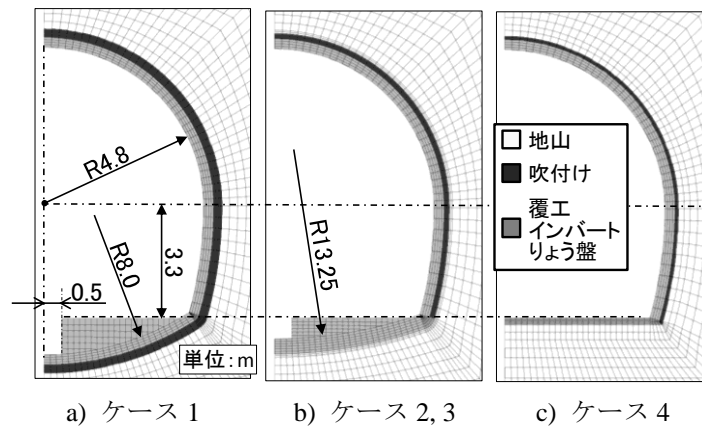 R4.8
R8.0
3.3
0.5
単位:m
R13.25
地山
吹付け
覆工
インバート
りょう盤
a) ケース 1
b) ケース 2, 3
c) ケース 4